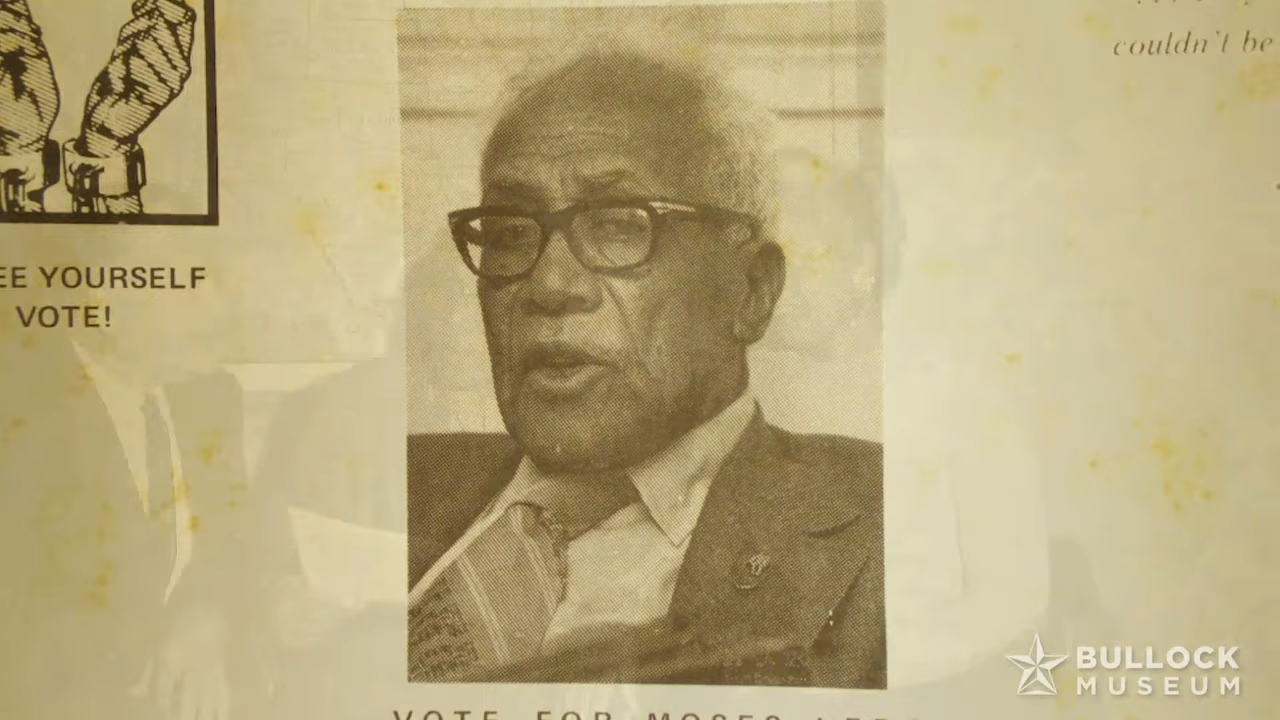 couldn't be
EE YOURSELF
VOTE!
VOTE FOR MOSES
BULLOCK
MUSEUM